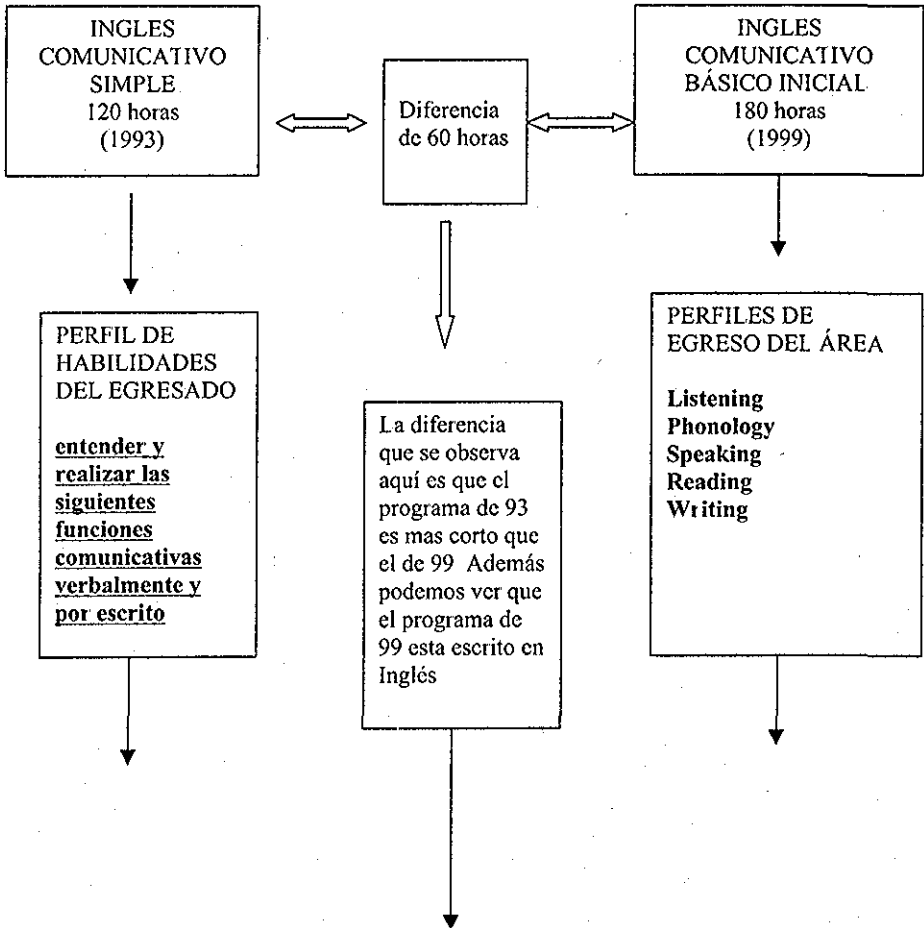 INGLES
COMUNICATIVO
SIMPLE
120 horas
(1993)
Diferencia
de 60 horas
INGLES
COMUNICATIVO
BÁSICO INICIAL
180 horas
(1999)
PERFIL DE
HABILIDADES
DEL EGRESADO
entender y
realizar las
siguientes
funciones
comunicativas
verbalmente y
por escrito
La diferencia
que se observa
aquí es que el
programa de 93
es mas corto que
el de 99 Además
podemos ver que
el programa de
99 esta escrito en
Inglés
PERFILES DE
EGRESO DEL ÁREA
Listening
Phonology
Speaking
Reading
Writing